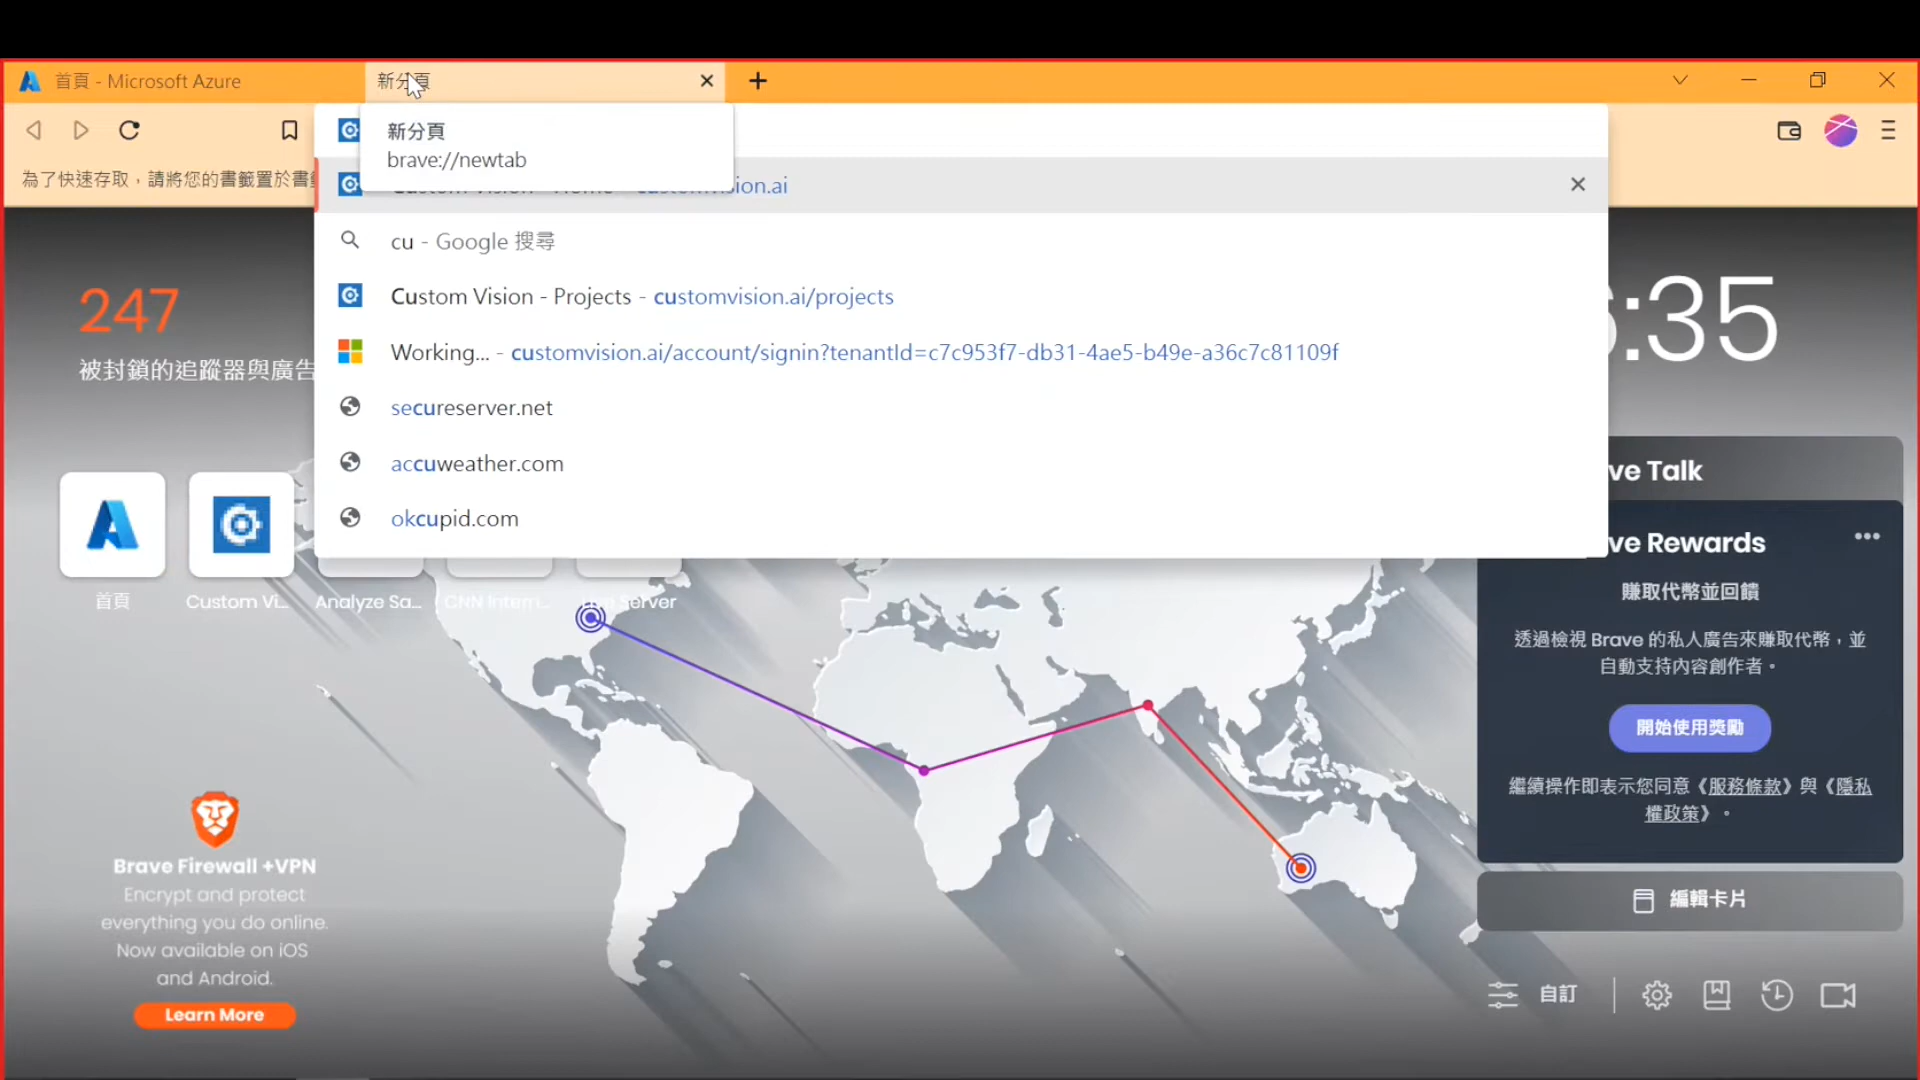 首頁 - Microsoft Azure
新分頁
新分頁
brave://newtab
為了快速存取，請將您的書籤置於書
customvision.ai
cu - Google 搜尋
Custom Vision - Projects - customvision.ai/projects
Working... - customvision.ai/account/signin?tenantId=c7c953f7-db31-4ae5-b49e-a36c7c81109f
secureserver.net
accuweather.com
okcupid.com
247
被封鎖的追蹤器與廣告
:35
首頁
Custom Vi...
Analyze Sa...
CNN Intern...
Live Server
ve Talk
ve Rewards
賺取代幣並回饋
透過檢視 Brave 的私人廣告來賺取代幣，並
自動支持內容創作者。
開始使用獎勵
繼續操作即表示您同意《服務條款》與《隱私
權政策》。
編輯卡片
自訂
Brave Firewall +VPN
Encrypt and protect
everything you do online.
Now available on iOS
and Android.
Learn More